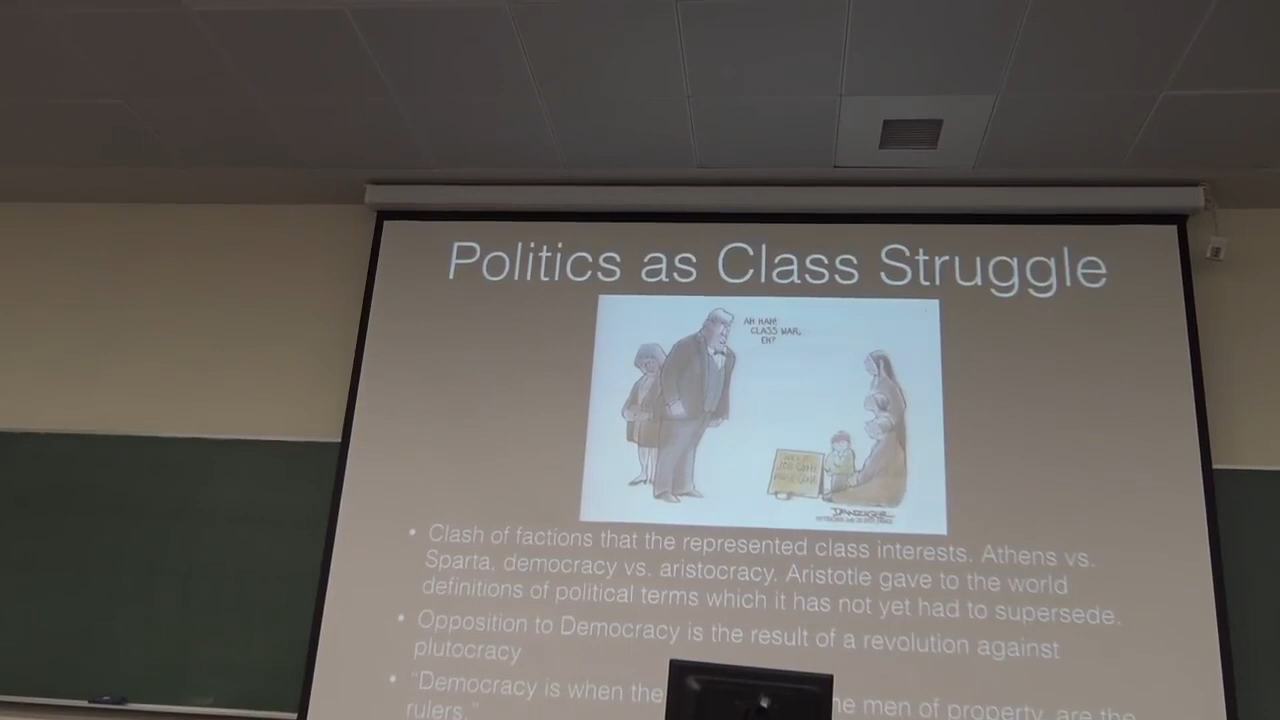 Politics as Class Struggle
AH HAH!
CLASS WAR,
EH?
DANZIGER
• Clash of factions that the represented class interests. Athens vs.
Sparta, democracy vs. aristocracy. Aristotle gave to the world
definitions of political terms which it has not yet had to supersede.
• Opposition to Democracy is the result of a revolution against
plutocracy
• "Democracy is when the
men of property, are the
rulers."